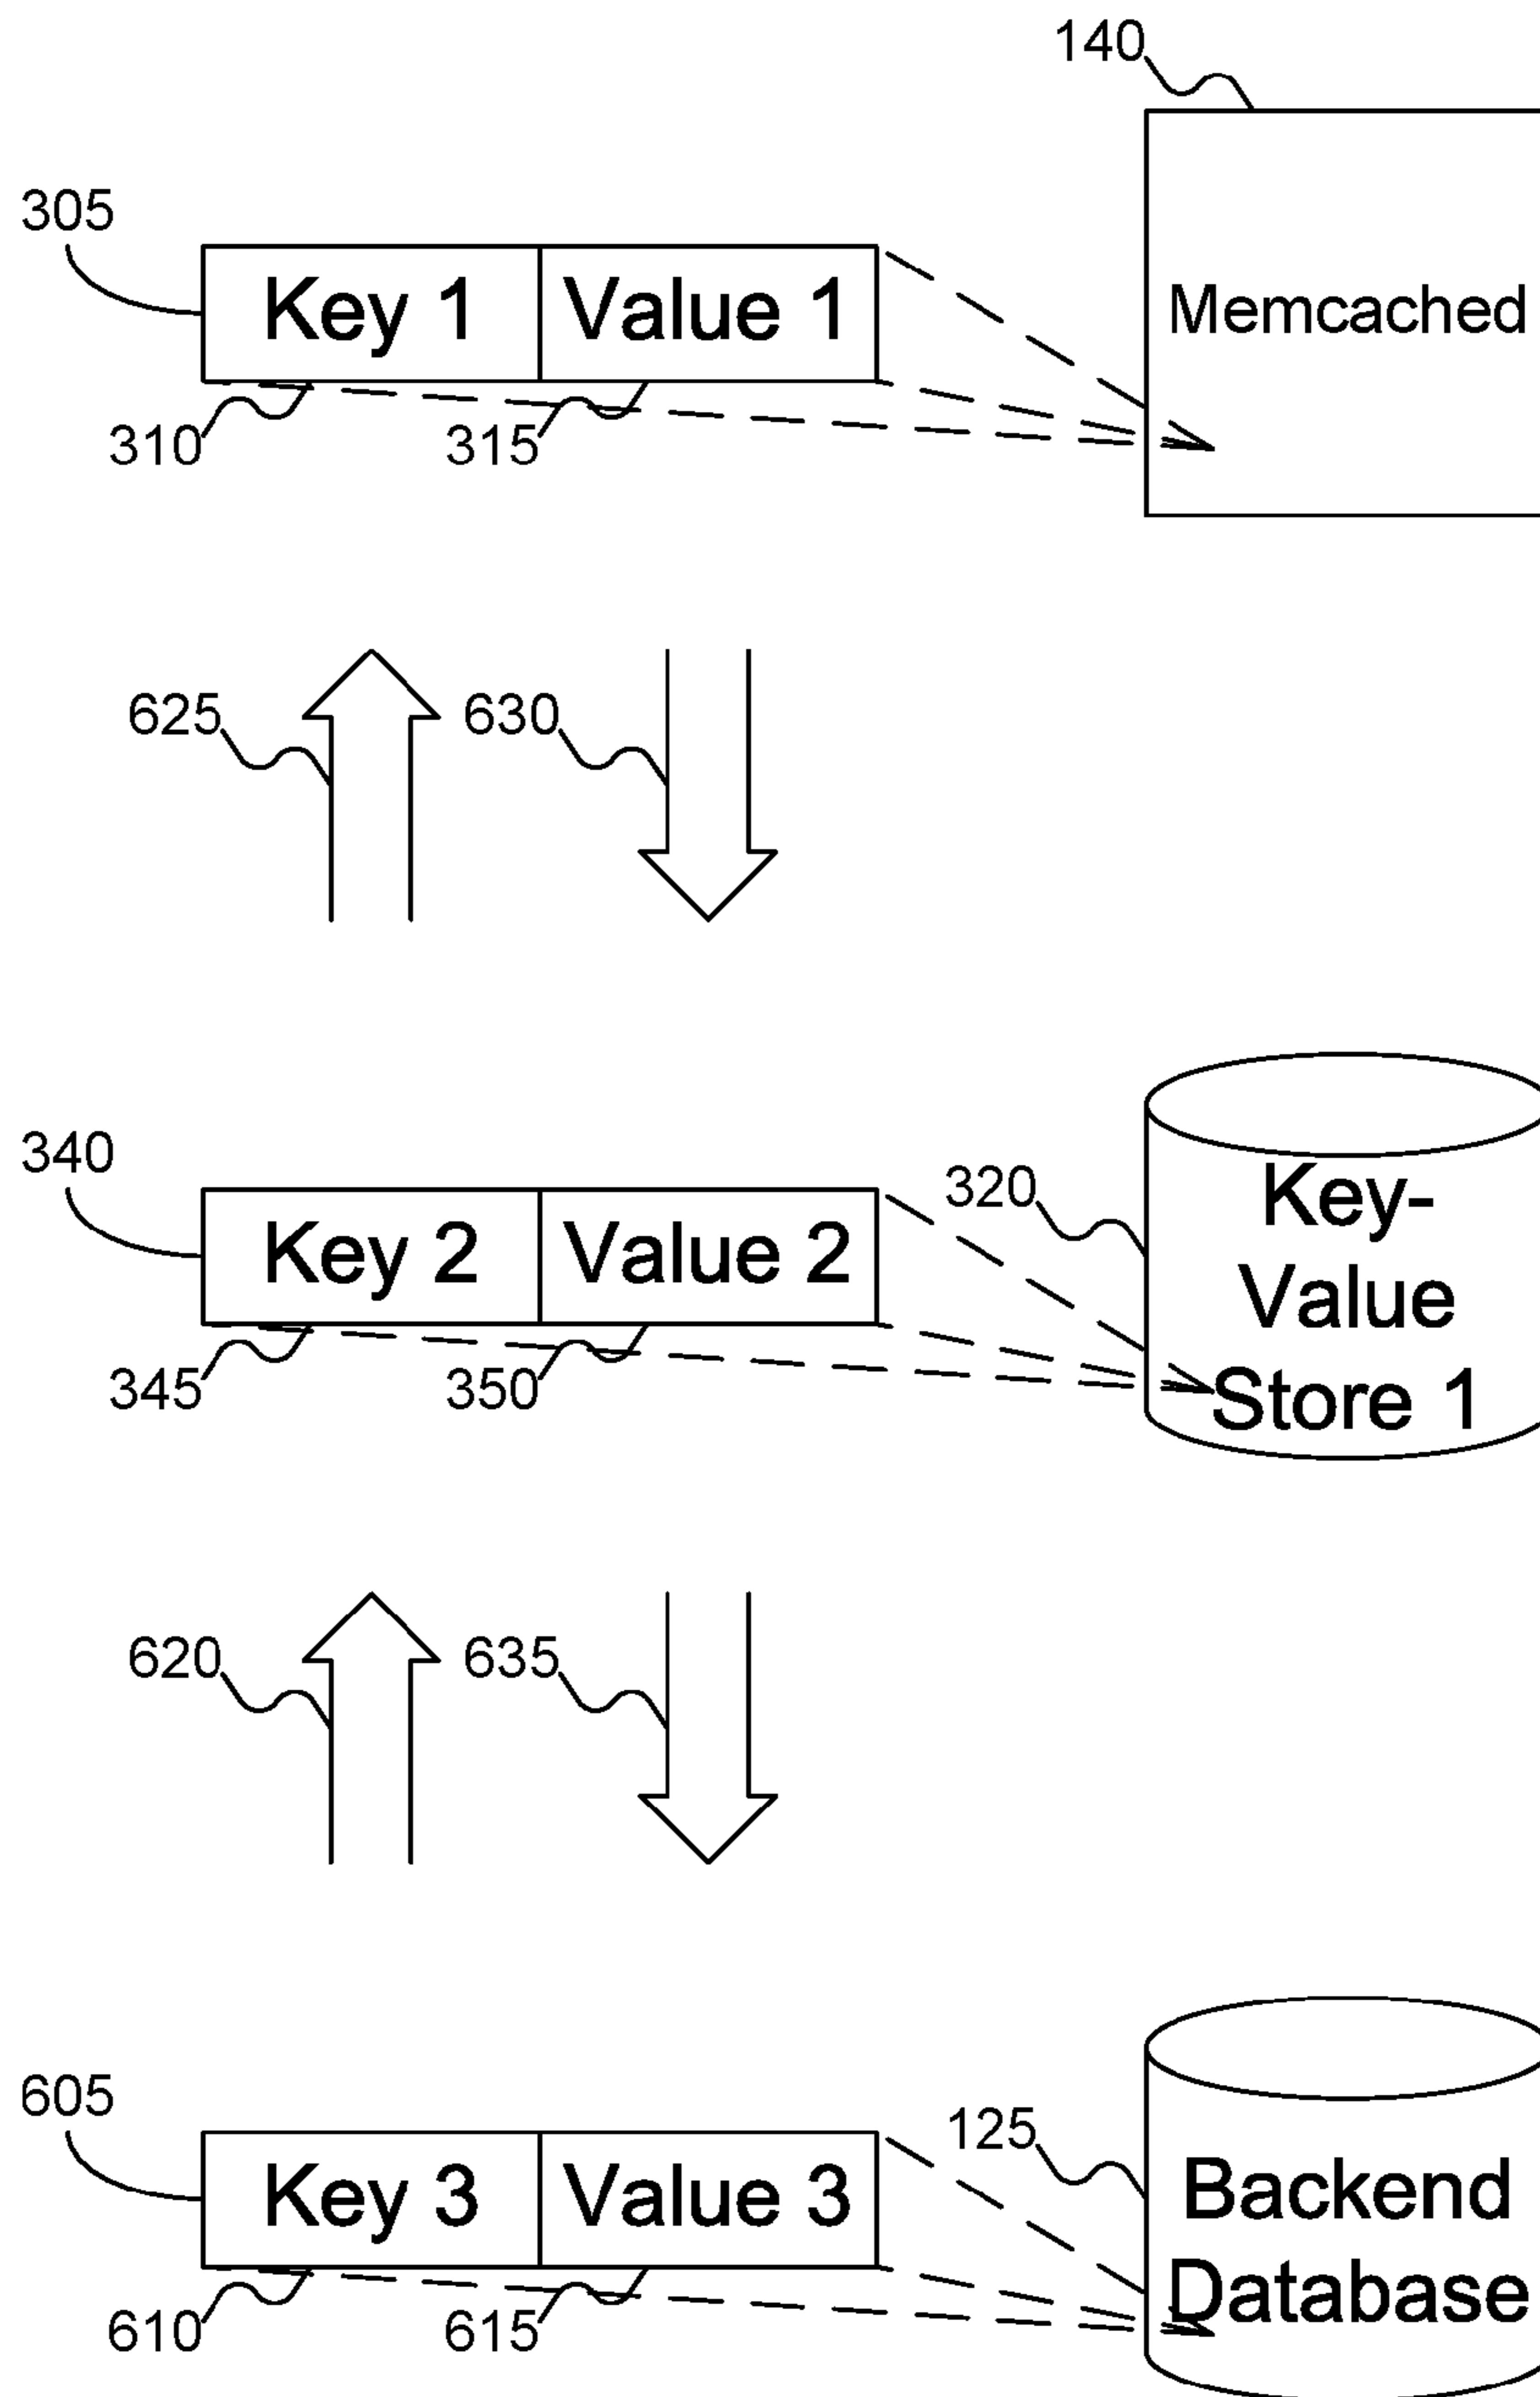 140
305
Key 1 Value 1
Memcached
310 315
625 630
340
320
Key 2 Value 2
Key-
Value
Store 1
345 350
620 635
605
125
Key 3 Value 3
Backend
Database
610 615